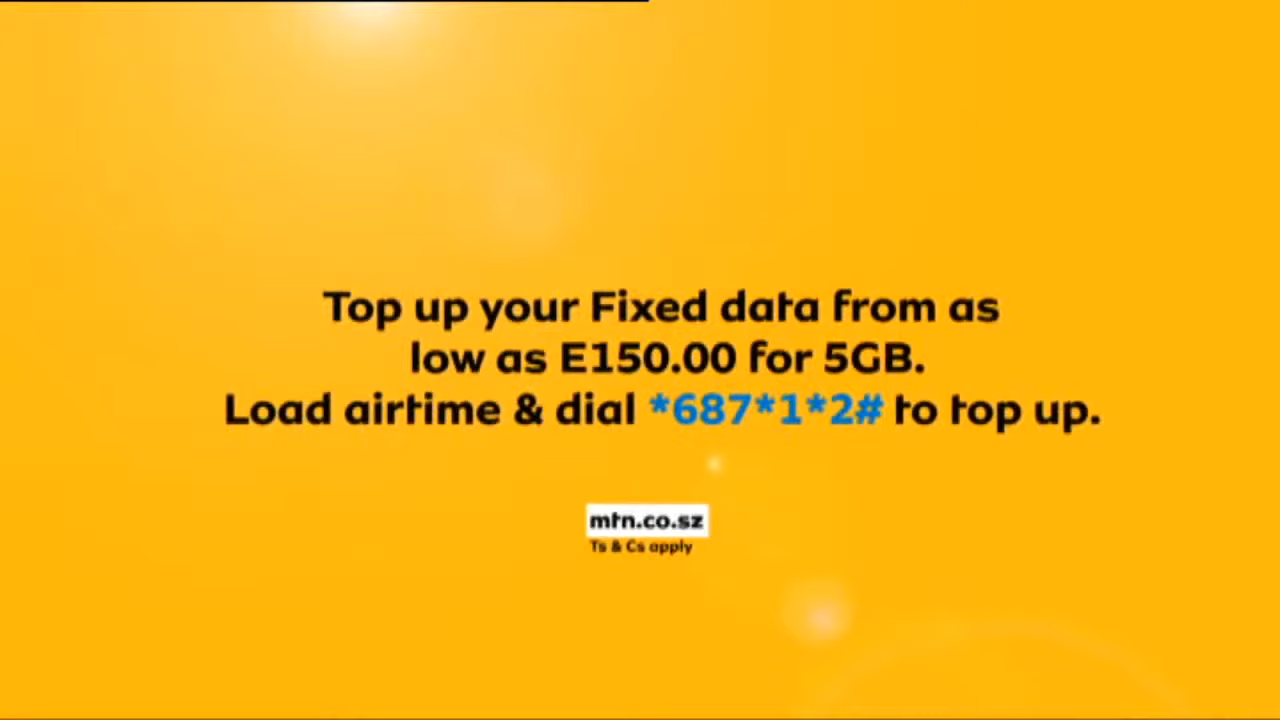 Top up your Fixed data from as
low as E150.00 for 5GB.
Load airtime & dial *687*1*2# to top up.
mtn.co.sz
Ts & Cs apply